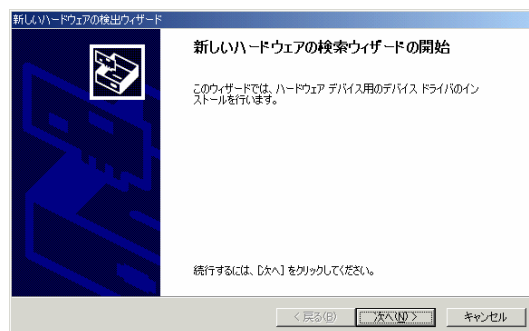 新しいハードウェアの検出ウィザード
新しいハードウェアの検索ウィザードの開始
このウィザードでは、ハードウェア デバイス用のデバイス ドライバのイン
ストールを行います。
続行するには、[次へ] をクリックしてください。
< 戻る(B) 次へ(N) > キャンセル